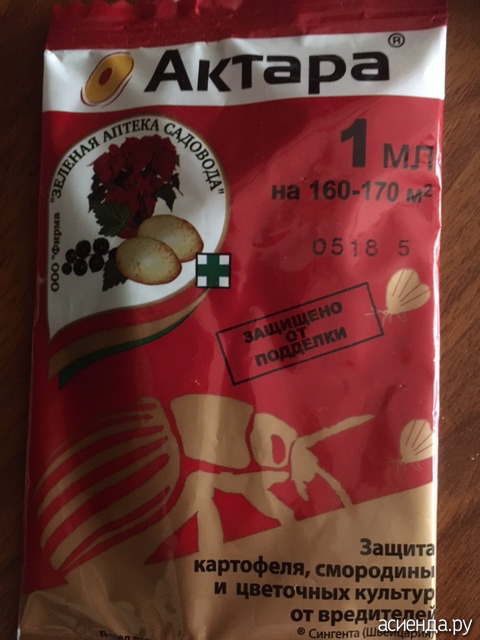 Актара®
ООО "Фирма "ЗЕЛЕНАЯ АПТЕКА САДОВОДА"
1 мл
на 160-170 м²
0518 5
ЗАЩИЩЕНО
ОТ
ПОДДЕЛКИ
Защита
картофеля, смородины
и цветочных культур
от вредителей
® Сингента (Швейцария)
асиенда.ру